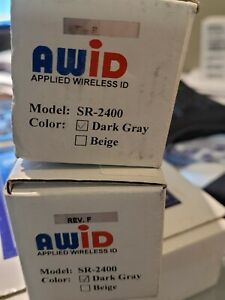 AWiD
APPLIED WIRELESS ID
Model: SR-2400
Color: ☑ Dark Gray
☐ Beige
REV. F
AWiD
APPLIED WIRELESS ID
Model: SR-2400
Color: ☑ Dark Gray
☐ Beige